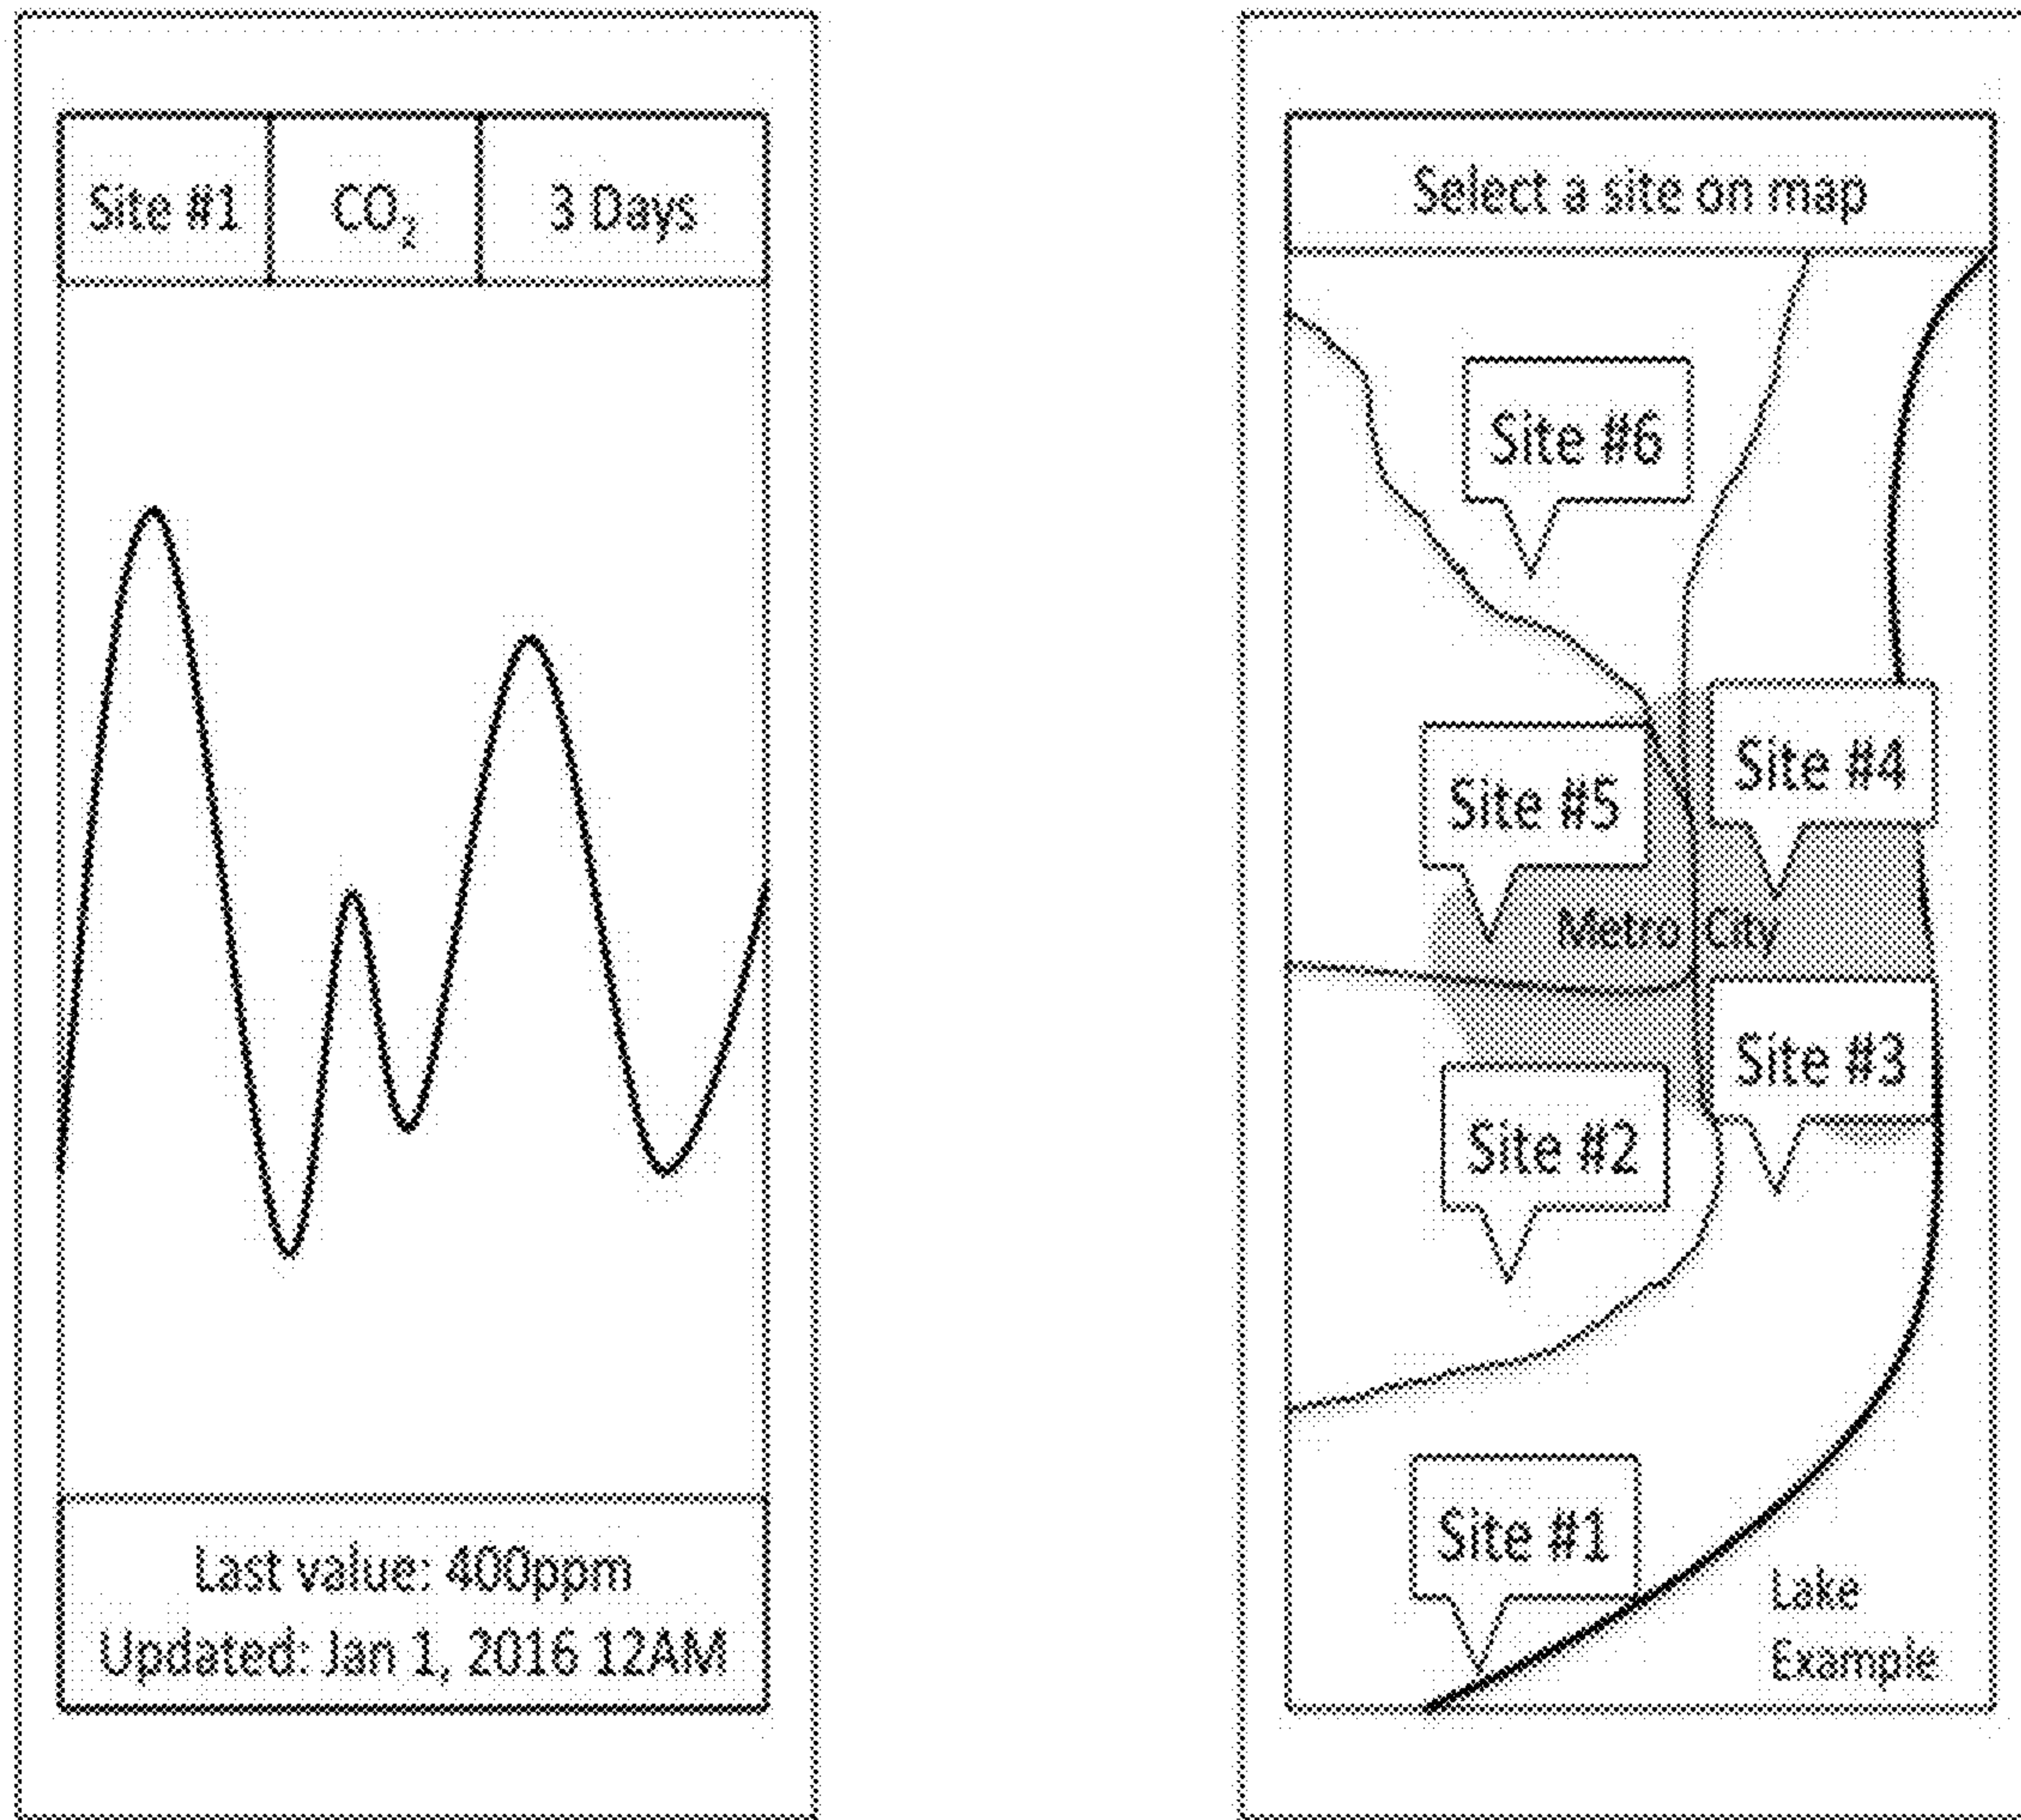 Site #1
CO₂
3 Days
Last value: 400ppm
Updated: Jan 1, 2016 12AM
Select a site on map
Site #6
Site #4
Site #5
Metro City
Site #3
Site #2
Site #1
Lake
Example